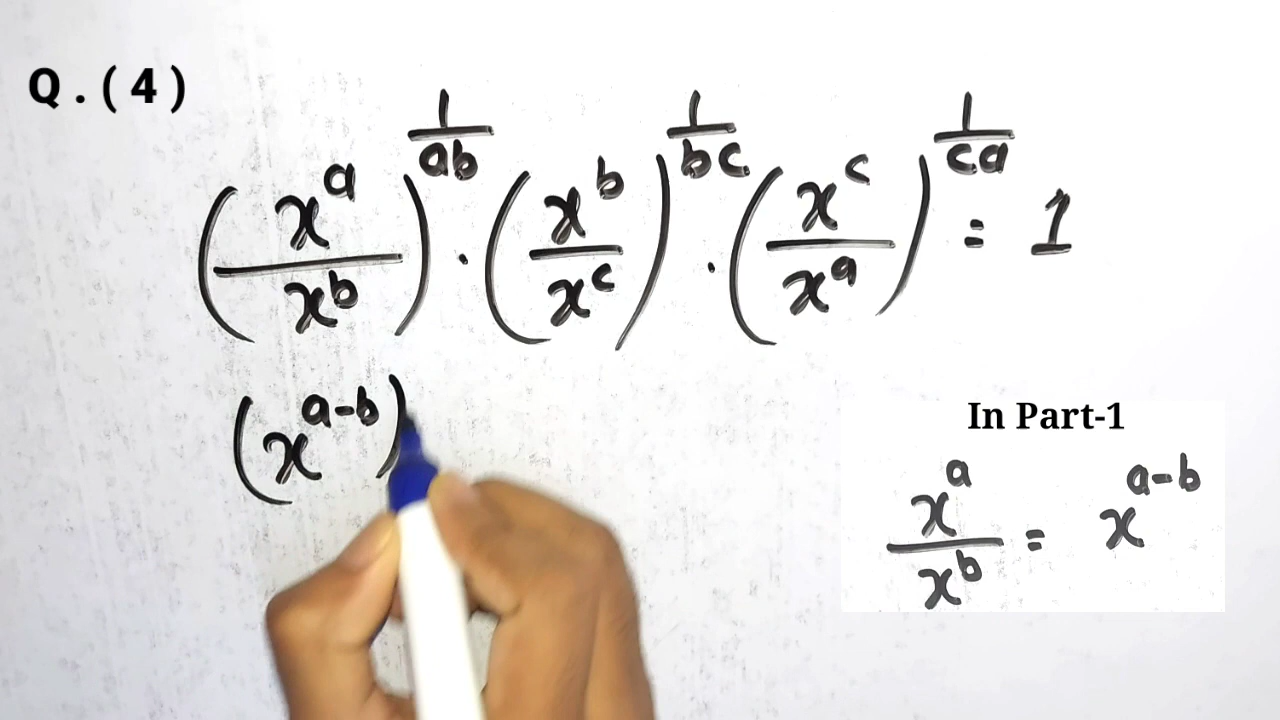 Q . ( 4 )
(x^a/x^b)^(1/ab) . (x^b/x^c)^(1/bc) . (x^c/x^a)^(1/ca) = 1
(x^(a-b))
In Part-1
x^a/x^b = x^(a-b)